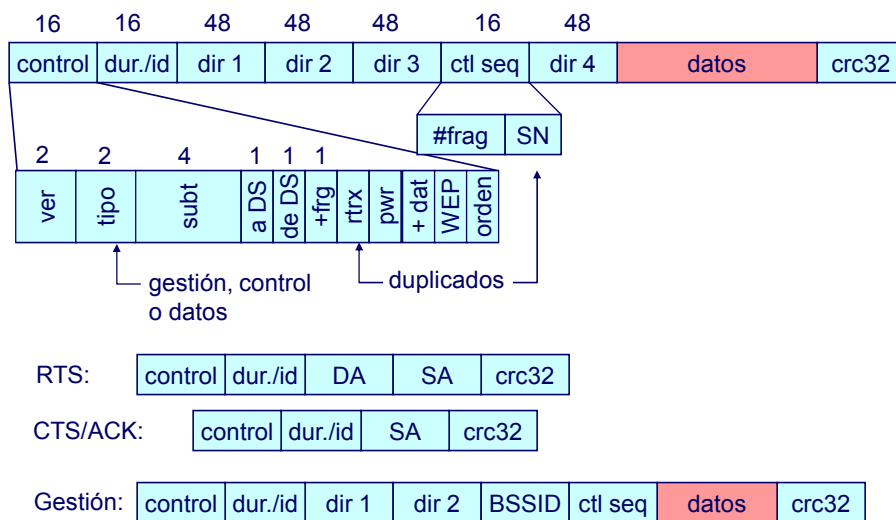 16 16 48 48 48 16 48
control dur./id dir 1 dir 2 dir 3 ctl seq dir 4 datos crc32
#frag SN
2 2 4 1 1 1
ver tipo subt a DS de DS +frg rtrx pwr + dat WEP orden
gestión, control
o datos
duplicados
RTS: control dur./id DA SA crc32
CTS/ACK: control dur./id SA crc32
Gestión: control dur./id dir 1 dir 2 BSSID ctl seq datos crc32